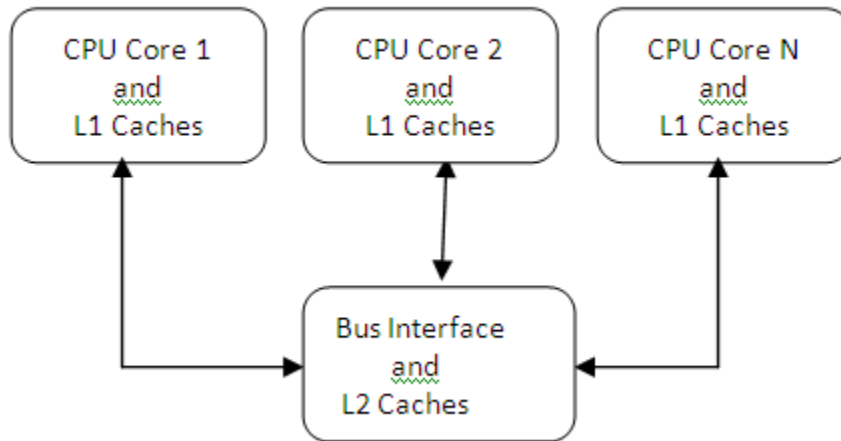 CPU Core 1
and
L1 Caches
CPU Core 2
and
L1 Caches
CPU Core N
and
L1 Caches
Bus Interface
and
L2 Caches